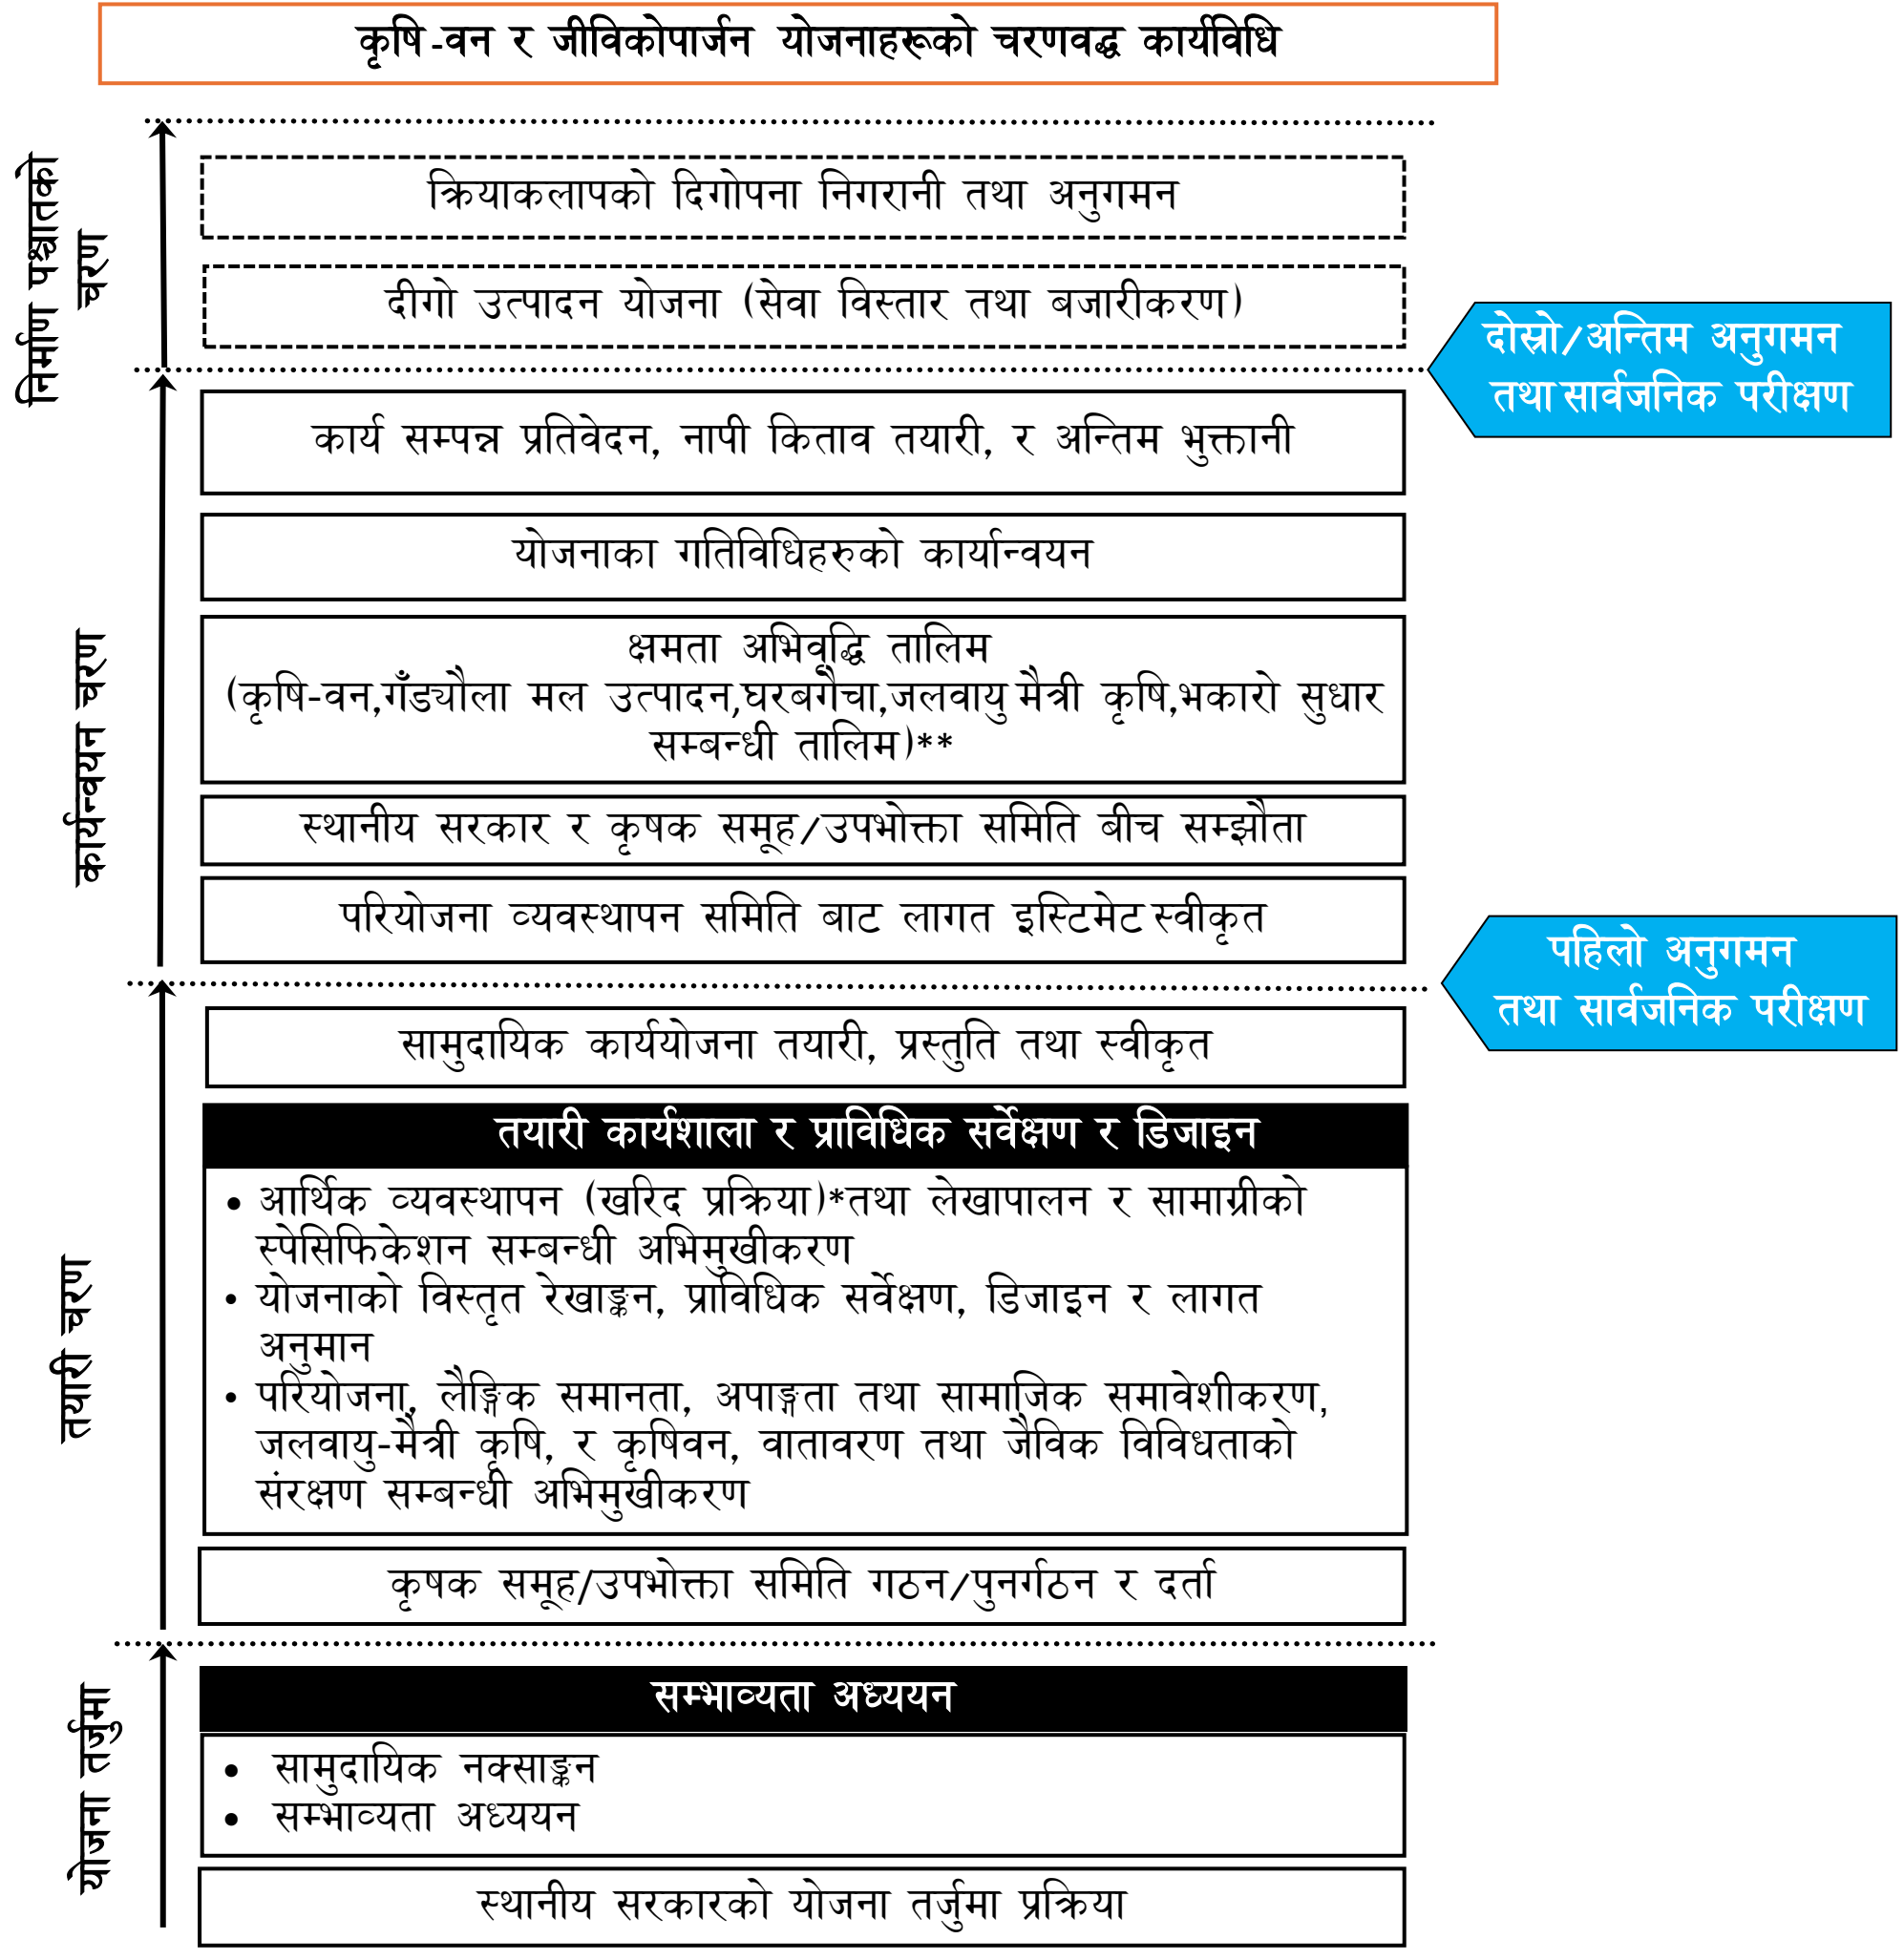 कृषि-वन र जीविकोपार्जन योजनाहरूको चरणवद्ध कार्यविधि
निर्माण पश्चातको
चरण
क्रियाकलापको दिगोपना निगरानी तथा अनुगमन
दीगो उत्पादन योजना (सेवा विस्तार तथा बजारीकरण)
दोस्रो/अन्तिम अनुगमन
तथा सार्वजनिक परीक्षण
कार्यन्वयन चरण
कार्य सम्पन्न प्रतिवेदन, नापी किताव तयारी, र अन्तिम भुक्तानी
योजनाका गतिविधिहरुको कार्यान्वयन
क्षमता अभिवृद्धि तालिम
(कृषि-वन,गँड्यौला मल उत्पादन,घरबगैचा,जलवायु मैत्री कृषि,भकारो सुधार
सम्बन्धी तालिम)**
स्थानीय सरकार र कृषक समूह/उपभोक्ता समिति बीच सम्झौता
परियोजना व्यवस्थापन समिति बाट लागत इस्टिमेट स्वीकृत
पहिलो अनुगमन
तथा सार्वजनिक परीक्षण
तयारी चरण
सामुदायिक कार्ययोजना तयारी, प्रस्तुति तथा स्वीकृत
तयारी कार्यशाला र प्राविधिक सर्वेक्षण र डिजाइन
• आर्थिक व्यवस्थापन (खरिद प्रक्रिया)*तथा लेखापालन र सामाग्रीको
स्पेसिफिकेशन सम्बन्धी अभिमुखीकरण
• योजनाको विस्तृत रेखाङ्कन, प्राविधिक सर्वेक्षण, डिजाइन र लागत
अनुमान
• परियोजना, लैङ्गिक समानता, अपाङ्गता तथा सामाजिक समावेशीकरण,
जलवायु-मैत्री कृषि, र कृषिवन, वातावरण तथा जैविक विविधताको
संरक्षण सम्बन्धी अभिमुखीकरण
कृषक समूह/उपभोक्ता समिति गठन/पुनर्गठन र दर्ता
योजना तर्जुमा
सम्भाव्यता अध्ययन
• सामुदायिक नक्साङ्कन
• सम्भाव्यता अध्ययन
स्थानीय सरकारको योजना तर्जुमा प्रक्रिया